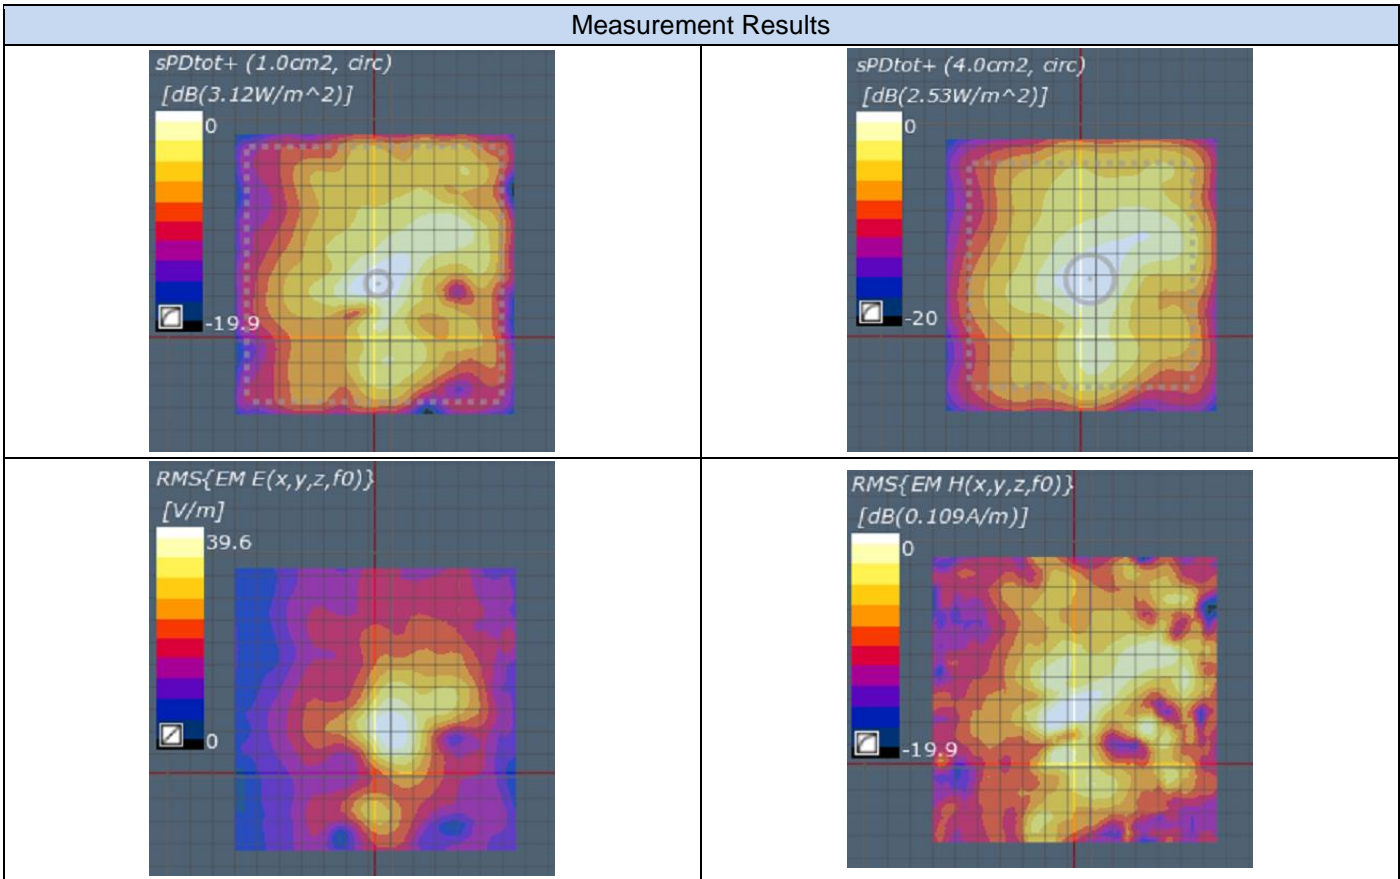 Measurement Results
sPDtot+ (1.0cm2, circ)
[dB(3.12W/m^2)]
0
-19.9
sPDtot+ (4.0cm2, circ)
[dB(2.53W/m^2)]
0
-20
RMS{EM E(x,y,z,f0)}
[V/m]
39.6
0
RMS{EM H(x,y,z,f0)}
[dB(0.109A/m)]
0
-19.9